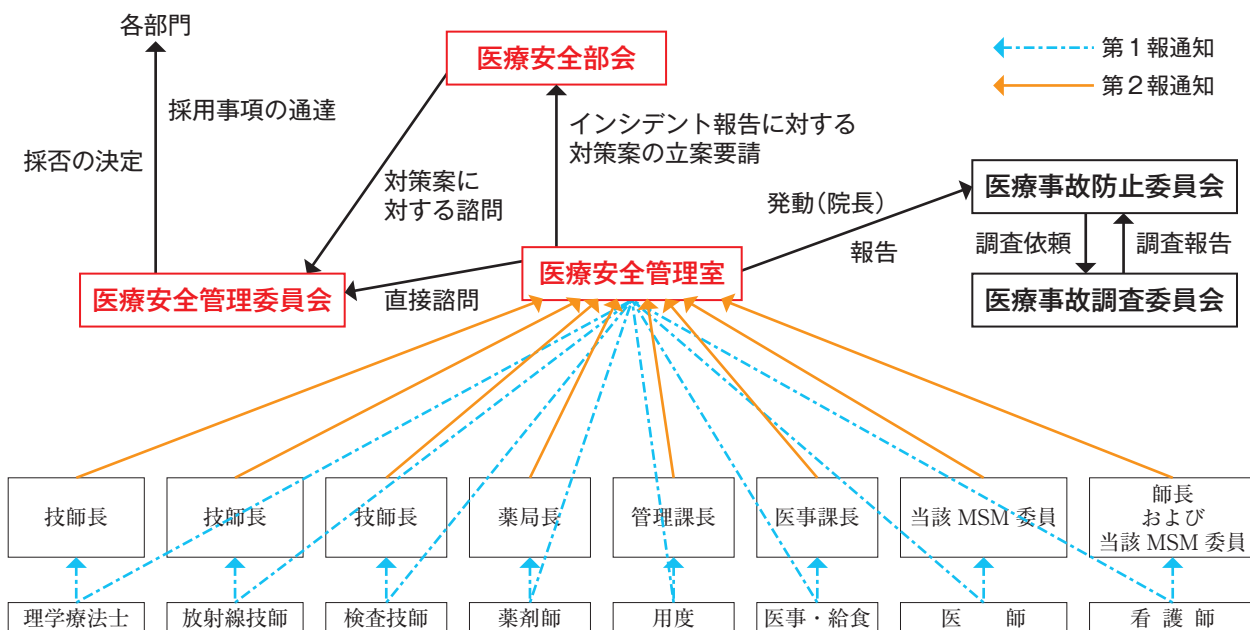 各部門
医療安全部会
第１報通知
第２報通知
採用事項の通達
採否の決定
インシデント報告に対する
対策案の立案要請
対策案に
対する諮問
発動（院長）
報告
医療事故防止委員会
調査依頼
調査報告
医療安全管理委員会
直接諮問
医療安全管理室
医療事故調査委員会
技師長
技師長
技師長
薬局長
管理課長
医事課長
当該 MSM 委員
師長
および
当該 MSM 委員
理学療法士
放射線技師
検査技師
薬剤師
用度
医事・給食
医　　師
看 護 師